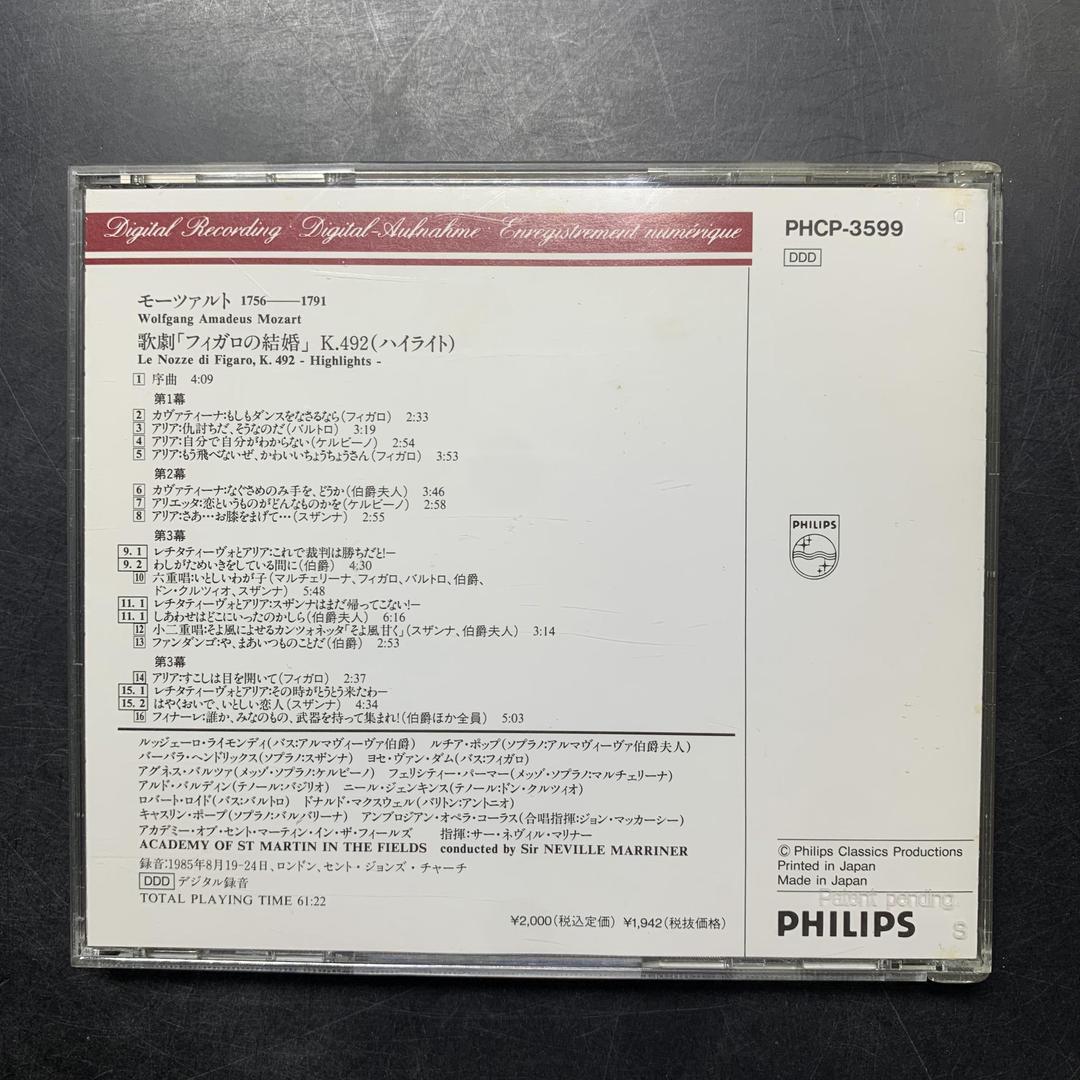 Digital Recording · Digital-Aufnahme · Enregistrement numérique
モーツァルト 1756——1791
Wolfgang Amadeus Mozart
歌劇「フィガロの結婚」 K.492(ハイライト)
Le Nozze di Figaro, K. 492 - Highlights -
1 序曲 4:09
第1幕
2 カヴァティーナ:もしもダンスをなさるなら(フィガロ) 2:33
3 アリア:仇討ちだ、そうなのだ(バルトロ) 3:19
4 アリア:自分で自分がわからない(ケルビーノ) 2:54
5 アリア:もう飛べないぜ、かわいいちょうちょうさん(フィガロ) 3:53
第2幕
6 カヴァティーナ:なぐさめのみ手を、どうか(伯爵夫人) 3:46
7 アリエッタ:恋というものがどんなものかを(ケルビーノ) 2:58
8 アリア:さあ…お膝をまげて…(スザンナ) 2:55
第3幕
9. 1 レチタティーヴォとアリア:これで裁判は勝ちだと!—
9. 2 わしがためいきをしている間に(伯爵) 4:30
10 六重唱:いとしいわが子(マルチェリーナ、フィガロ、バルトロ、伯爵、
ドン・クルツィオ、スザンナ) 5:48
11. 1 レチタティーヴォとアリア:スザンナはまだ帰ってこない!—
11. 1 しあわせはどこにいったのかしら(伯爵夫人) 6:16
12 小二重唱:そよ風によせるカンツォネッタ「そよ風甘く」(スザンナ、伯爵夫人) 3:14
13 ファンダンゴ:や、まあいつものことだ(伯爵) 2:53
第3幕
14 アリア:すこしは目を開いて(フィガロ) 2:37
15. 1 レチタティーヴォとアリア:その時がとうとう来たわ—
15. 2 はやくおいで、いとしい恋人(スザンナ) 4:34
16 フィナーレ:誰か、みなのもの、武器を持って集まれ!(伯爵ほか全員) 5:03
ルッジェーロ・ライモンディ(バス:アルマヴィーヴァ伯爵) ルチア・ポップ(ソプラノ:アルマヴィーヴァ伯爵夫人)
バーバラ・ヘンドリックス(ソプラノ:スザンナ) ヨセ・ヴァン・ダム(バス:フィガロ)
アグネス・バルツァ(メッゾ・ソプラノ:ケルビーノ) フェリシティー・パーマー(メッゾ・ソプラノ:マルチェリーナ)
アルド・バルディン(テノール:バジリオ) ニール・ジェンキンス(テノール:ドン・クルツィオ)
ロバート・ロイド(バス:バルトロ) ドナルド・マクスウェル(バリトン:アントニオ)
キャスリン・ポープ(ソプラノ:バルバリーナ) アンブロジアン・オペラ・コーラス(合唱指揮:ジョン・マッカーシー)
アカデミー・オブ・セント・マーティン・イン・ザ・フィールズ 指揮:サー・ネヴィル・マリナー
ACADEMY OF ST MARTIN IN THE FIELDS conducted by Sir NEVILLE MARRINER
録音:1985年8月19-24日、ロンドン、セント・ジョンズ・チャーチ
DDD デジタル録音
TOTAL PLAYING TIME 61:22
¥2,000(税込定価) ¥1,942(税抜価格)
PHCP-3599
DDD
PHILIPS
© Philips Classics Productions
Printed in Japan
Made in Japan
Patent pending
PHILIPS
S